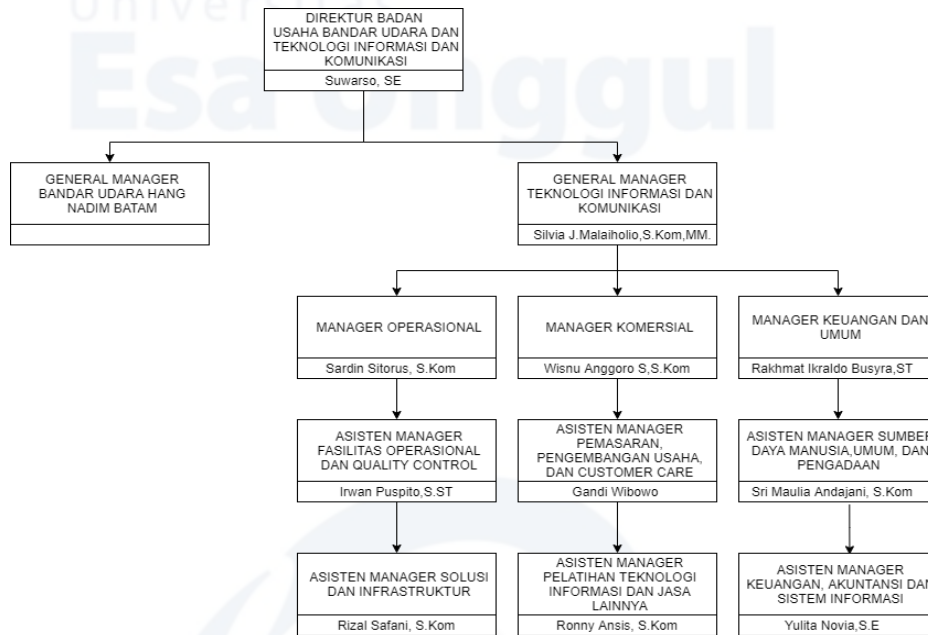 Universitas
Esa Unggul
DIREKTUR BADAN
USAHA BANDAR UDARA DAN
TEKNOLOGI INFORMASI DAN
KOMUNIKASI
Suwarso, SE
GENERAL MANAGER
BANDAR UDARA HANG
NADIM BATAM
GENERAL MANAGER
TEKNOLOGI INFORMASI DAN
KOMUNIKASI
Silvia J.Malaiholio,S.Kom,MM.
MANAGER OPERASIONAL
Sardin Sitorus, S.Kom
MANAGER KOMERSIAL
Wisnu Anggoro S,S.Kom
MANAGER KEUANGAN DAN
UMUM
Rakhmat Ikraldo Busyra,ST
ASISTEN MANAGER
FASILITAS OPERASIONAL
DAN QUALITY CONTROL
Irwan Puspito,S.ST
ASISTEN MANAGER
PEMASARAN,
PENGEMBANGAN USAHA,
DAN CUSTOMER CARE
Gandi Wibowo
ASISTEN MANAGER SUMBER
DAYA MANUSIA,UMUM, DAN
PENGADAAN
Sri Maulia Andajani, S.Kom
ASISTEN MANAGER SOLUSI
DAN INFRASTRUKTUR
Rizal Safani, S.Kom
ASISTEN MANAGER
PELATIHAN TEKNOLOGI
INFORMASI DAN JASA
LAINNYA
Ronny Ansis, S.Kom
ASISTEN MANAGER
KEUANGAN, AKUNTANSI DAN
SISTEM INFORMASI
Yulita Novia,S.E